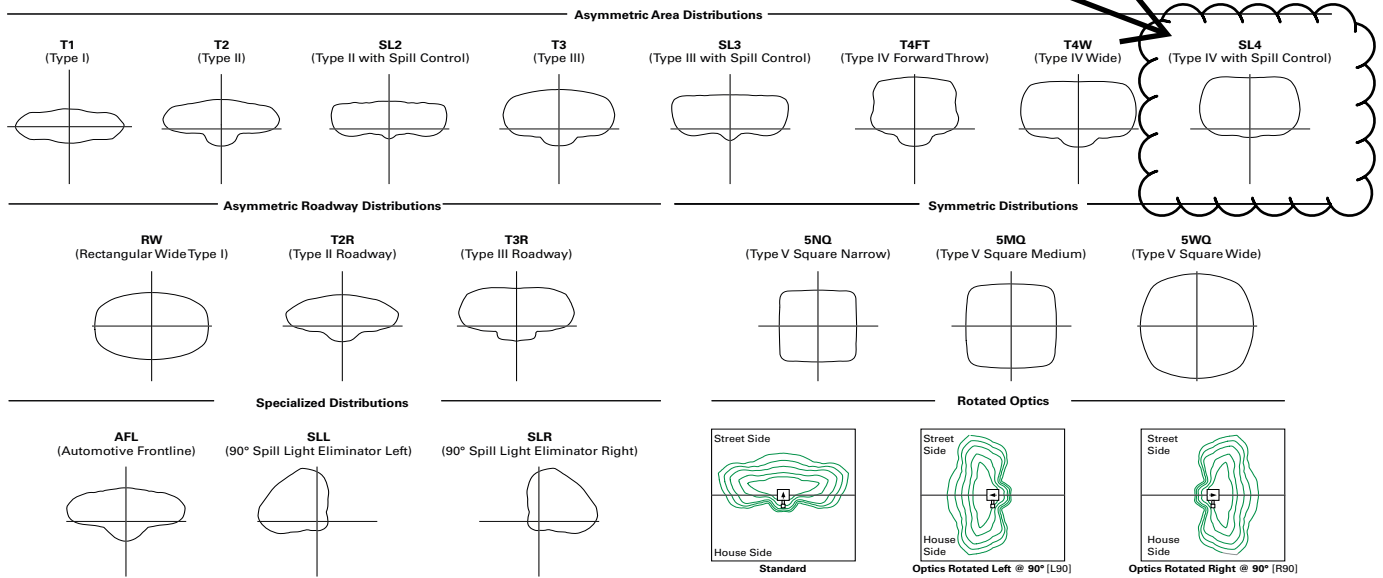 Asymmetric Area Distributions
T1
(Type I)
T2
(Type II)
SL2
(Type II with Spill Control)
T3
(Type III)
SL3
(Type III with Spill Control)
T4FT
(Type IV Forward Throw)
T4W
(Type IV Wide)
SL4
(Type IV with Spill Control)
Asymmetric Roadway Distributions
Symmetric Distributions
RW
(Rectangular Wide Type I)
T2R
(Type II Roadway)
T3R
(Type III Roadway)
5NQ
(Type V Square Narrow)
5MQ
(Type V Square Medium)
5WQ
(Type V Square Wide)
Specialized Distributions
Rotated Optics
AFL
(Automotive Frontline)
SLL
(90º Spill Light Eliminator Left)
SLR
(90º Spill Light Eliminator Right)
Street Side
House Side
Standard
Street
Side
House
Side
Optics Rotated Left @ 90º [L90]
Street
Side
House
Side
Optics Rotated Right @ 90º [R90]